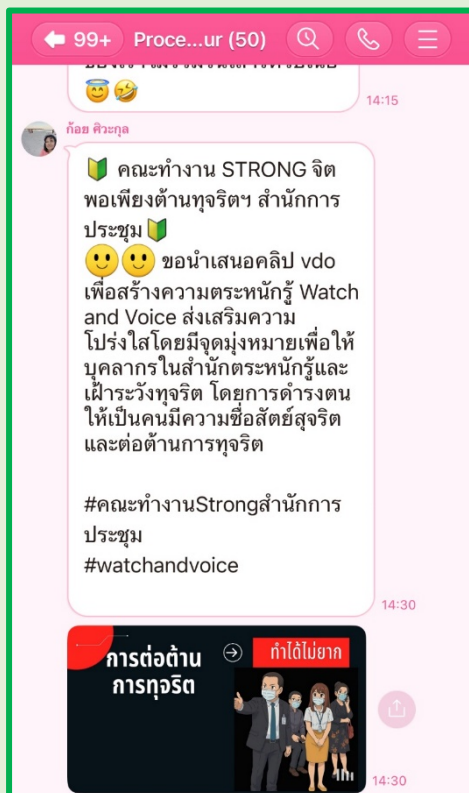 99+ Proce...ur (50)
14:15
ก้อย ศิวะกุล
🔰 คณะทำงาน STRONG จิต
พอเพียงต้านทุจริตฯ สำนักการ
ประชุม🔰
ขอนำเสนอคลิป vdo
เพื่อสร้างความตระหนักรู้ Watch
and Voice ส่งเสริมความ
โปร่งใสโดยมีจุดมุ่งหมายเพื่อให้
บุคลากรในสำนักตระหนักรู้และ
เฝ้าระวังทุจริต โดยการดำรงตน
ให้เป็นคนมีความซื่อสัตย์สุจริต
และต่อต้านการทุจริต
#คณะทำงานStrongสำนักการ
ประชุม
#watchandvoice
14:30
การต่อต้าน
การทุจริต
ทำได้ไม่ยาก
14:30